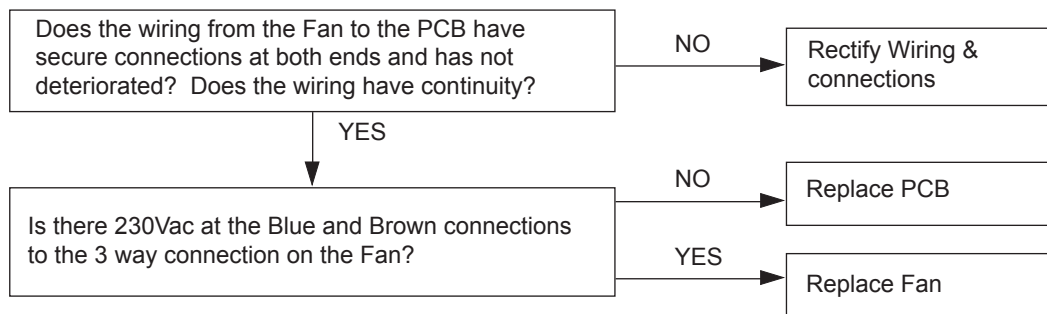 Does the wiring from the Fan to the PCB have
secure connections at both ends and has not
deteriorated?  Does the wiring have continuity?
NO
Rectify Wiring &
connections
YES
Is there 230Vac at the Blue and Brown connections
to the 3 way connection on the Fan?
NO
Replace PCB
YES
Replace Fan